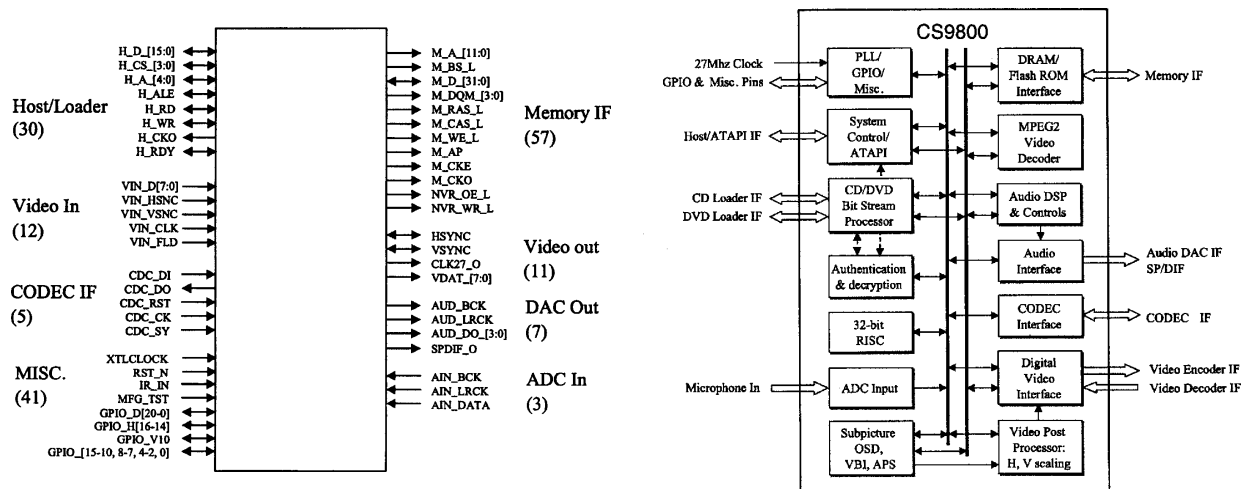 H_D_[15:0]
H_CS_[3:0]
H_A_[4:0]
H_ALE
H_RD
H_WR
H_CKO
H_RDY
Host/Loader
(30)
VIN_D[7:0]
VIN_HSNC
VIN_VSNC
VIN_CLK
VIN_FLD
Video In
(12)
CDC_DI
CDC_DO
CDC_RST
CDC_CK
CDC_SY
CODEC IF
(5)
XTLCLOCK
RST_N
IR_IN
MFG_TST
GPIO_D[20-0]
GPIO_H[16-14]
GPIO_V10
GPIO_[15-10, 8-7, 4-2, 0]
MISC.
(41)
M_A_[11:0]
M_BS_L
M_D_[31:0]
M_DQM_[3:0]
M_RAS_L
M_CAS_L
M_WE_L
M_AP
M_CKE
M_CKO
NVR_OE_L
NVR_WR_L
Memory IF
(57)
HSYNC
VSYNC
CLK27_O
VDAT_[7:0]
Video out
(11)
AUD_BCK
AUD_LRCK
AUD_DO_[3:0]
SPDIF_O
DAC Out
(7)
AIN_BCK
AIN_LRCK
AIN_DATA
ADC In
(3)
CS9800
27Mhz Clock
GPIO & Misc. Pins
PLL/
GPIO/
Misc.
DRAM/
Flash ROM
Interface
Memory IF
Host/ATAPI IF
System
Control/
ATAPI
MPEG2
Video
Decoder
CD Loader IF
DVD Loader IF
CD/DVD
Bit Stream
Processor
Audio DSP
& Controls
Authentication
& decryption
Audio
Interface
Audio DAC IF
SP/DIF
32-bit
RISC
CODEC
Interface
CODEC IF
Microphone In
ADC Input
Digital
Video
Interface
Video Encoder IF
Video Decoder IF
Subpicture
OSD,
VBI, APS
Video Post
Processor:
H, V scaling